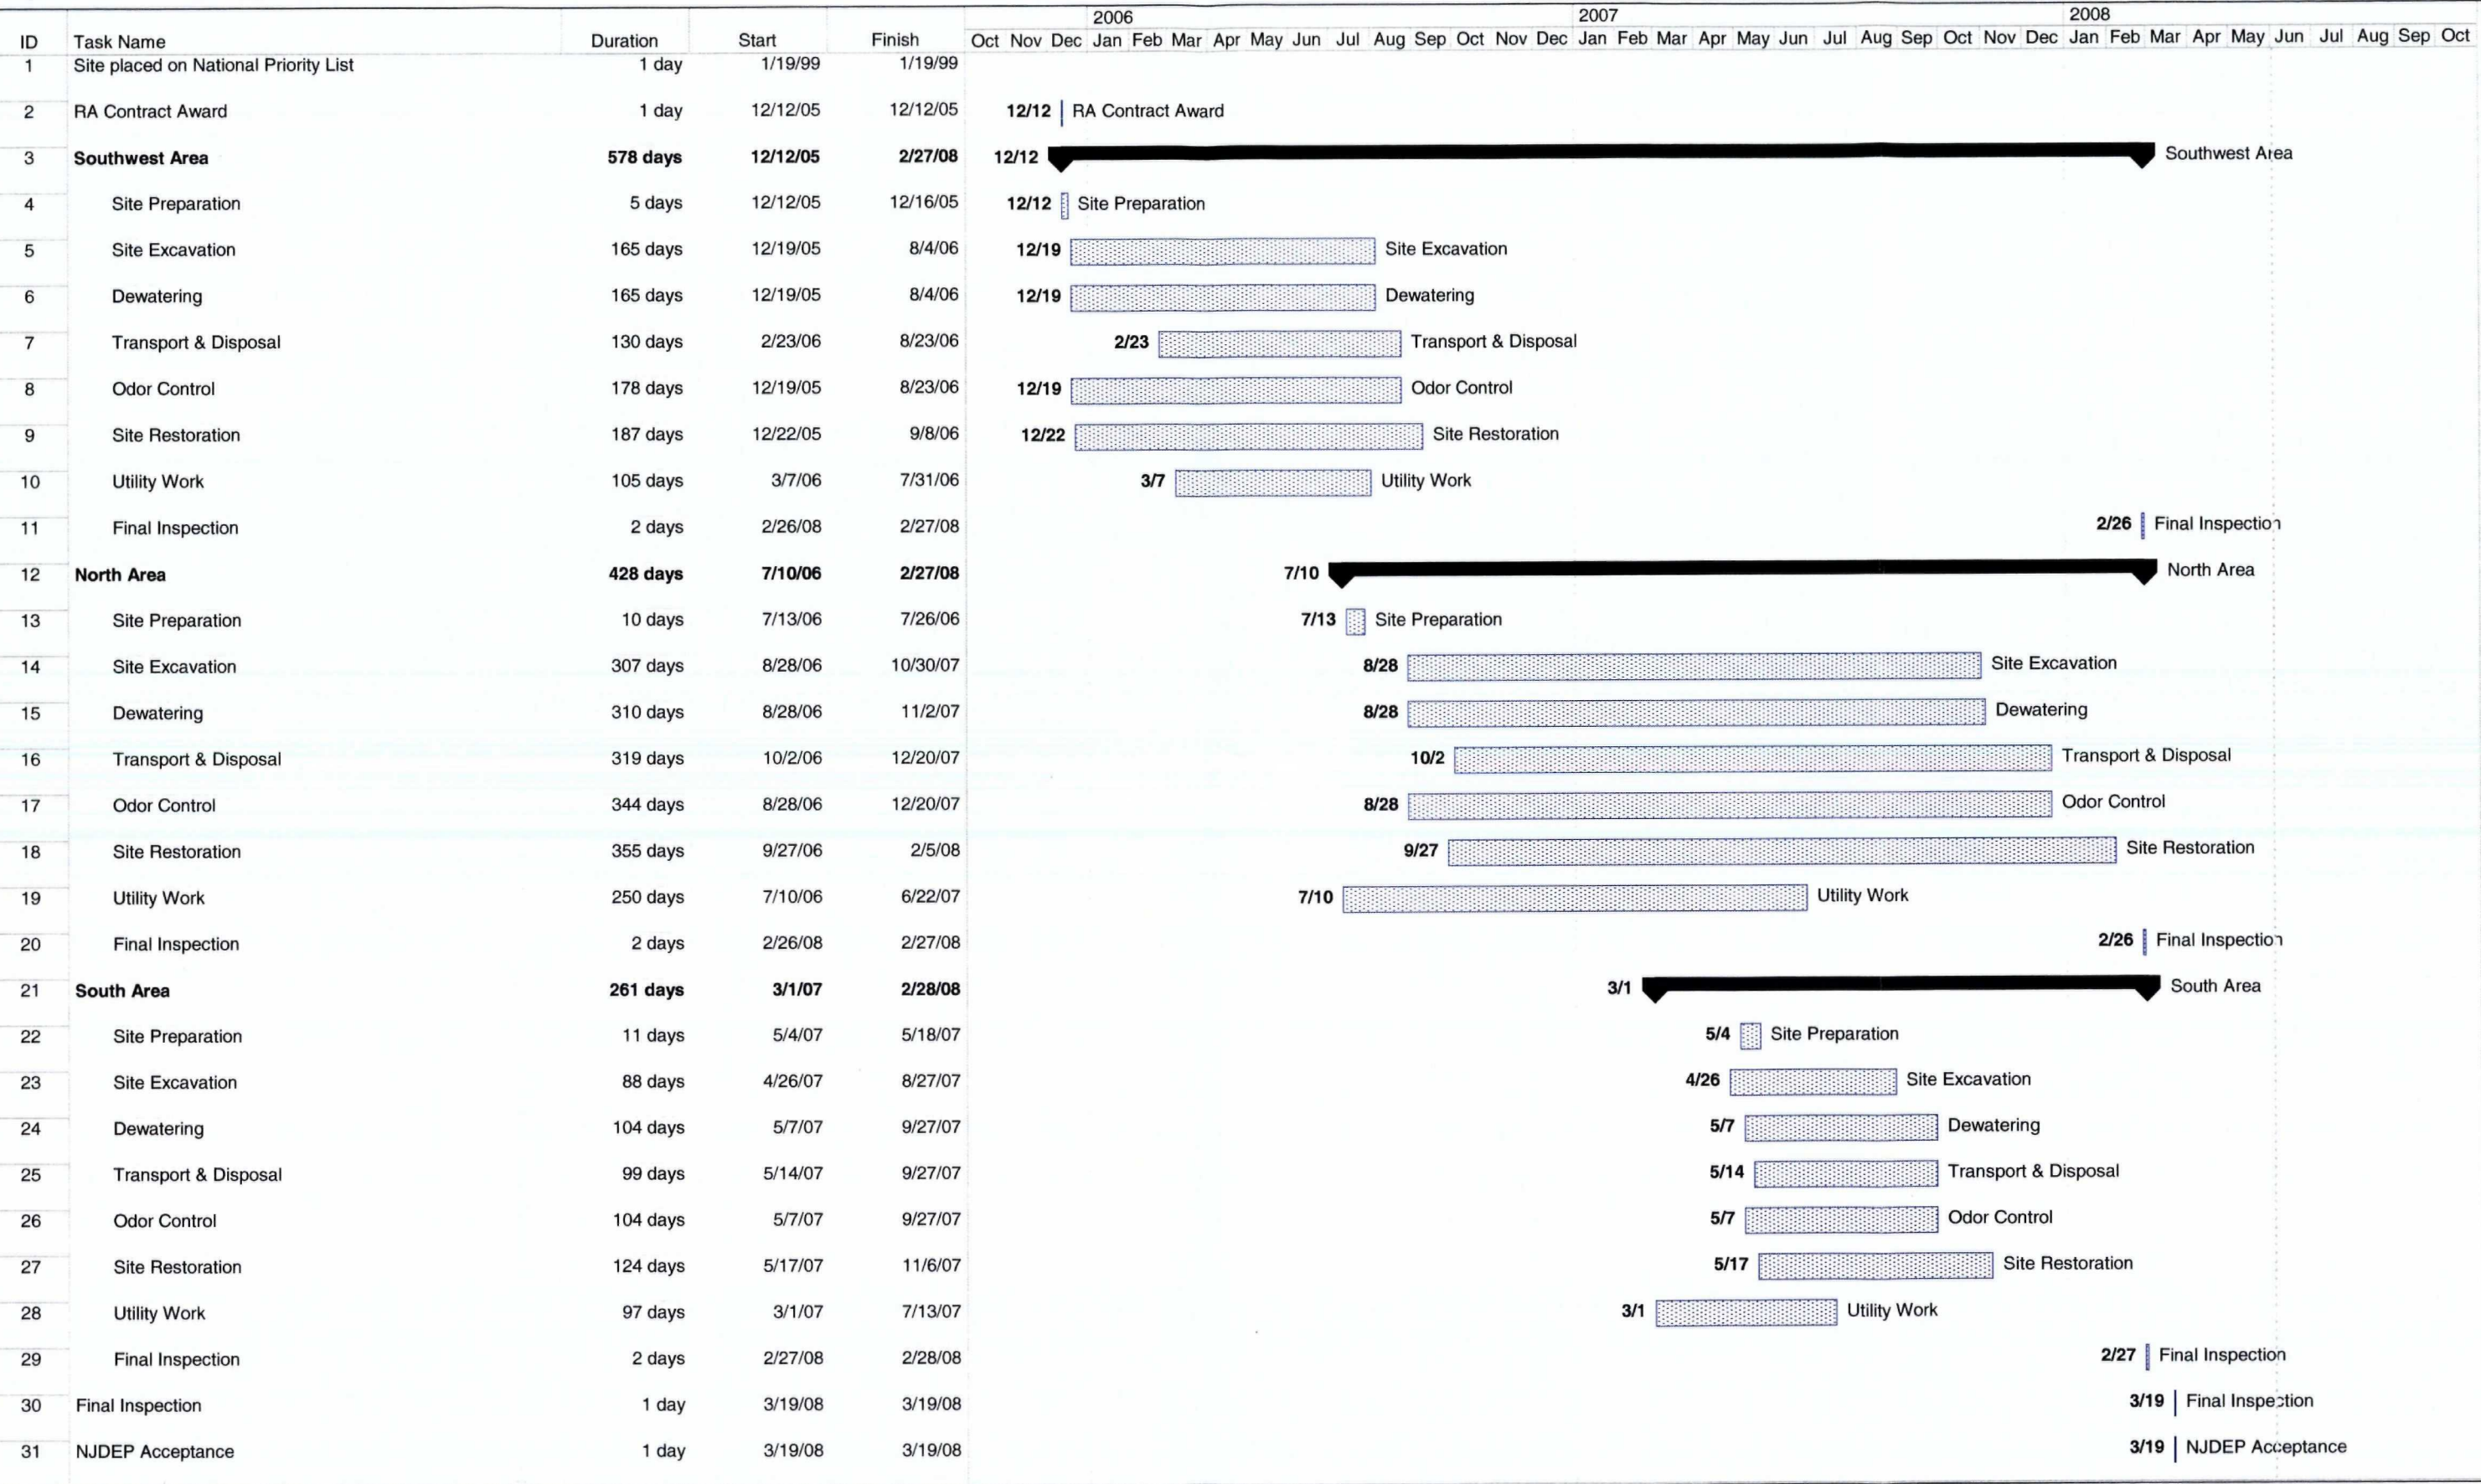 2006 2007 2008
ID Task Name Duration Start Finish Oct Nov Dec Jan Feb Mar Apr May Jun Jul Aug Sep Oct Nov Dec Jan Feb Mar Apr May Jun Jul Aug Sep Oct Nov Dec Jan Feb Mar Apr May Jun Jul Aug Sep Oct
1 Site placed on National Priority List 1 day 1/19/99 1/19/99
2 RA Contract Award 1 day 12/12/05 12/12/05 12/12 RA Contract Award
3 Southwest Area 578 days 12/12/05 2/27/08 12/12 Southwest Area
4 Site Preparation 5 days 12/12/05 12/16/05 12/12 Site Preparation
5 Site Excavation 165 days 12/19/05 8/4/06 12/19 Site Excavation
6 Dewatering 165 days 12/19/05 8/4/06 12/19 Dewatering
7 Transport & Disposal 130 days 2/23/06 8/23/06 2/23 Transport & Disposal
8 Odor Control 178 days 12/19/05 8/23/06 12/19 Odor Control
9 Site Restoration 187 days 12/22/05 9/8/06 12/22 Site Restoration
10 Utility Work 105 days 3/7/06 7/31/06 3/7 Utility Work
11 Final Inspection 2 days 2/26/08 2/27/08 2/26 Final Inspection
12 North Area 428 days 7/10/06 2/27/08 7/10 North Area
13 Site Preparation 10 days 7/13/06 7/26/06 7/13 Site Preparation
14 Site Excavation 307 days 8/28/06 10/30/07 8/28 Site Excavation
15 Dewatering 310 days 8/28/06 11/2/07 8/28 Dewatering
16 Transport & Disposal 319 days 10/2/06 12/20/07 10/2 Transport & Disposal
17 Odor Control 344 days 8/28/06 12/20/07 8/28 Odor Control
18 Site Restoration 355 days 9/27/06 2/5/08 9/27 Site Restoration
19 Utility Work 250 days 7/10/06 6/22/07 7/10 Utility Work
20 Final Inspection 2 days 2/26/08 2/27/08 2/26 Final Inspection
21 South Area 261 days 3/1/07 2/28/08 3/1 South Area
22 Site Preparation 11 days 5/4/07 5/18/07 5/4 Site Preparation
23 Site Excavation 88 days 4/26/07 8/27/07 4/26 Site Excavation
24 Dewatering 104 days 5/7/07 9/27/07 5/7 Dewatering
25 Transport & Disposal 99 days 5/14/07 9/27/07 5/14 Transport & Disposal
26 Odor Control 104 days 5/7/07 9/27/07 5/7 Odor Control
27 Site Restoration 124 days 5/17/07 11/6/07 5/17 Site Restoration
28 Utility Work 97 days 3/1/07 7/13/07 3/1 Utility Work
29 Final Inspection 2 days 2/27/08 2/28/08 2/27 Final Inspection
30 Final Inspection 1 day 3/19/08 3/19/08 3/19 Final Inspection
31 NJDEP Acceptance 1 day 3/19/08 3/19/08 3/19 NJDEP Acceptance